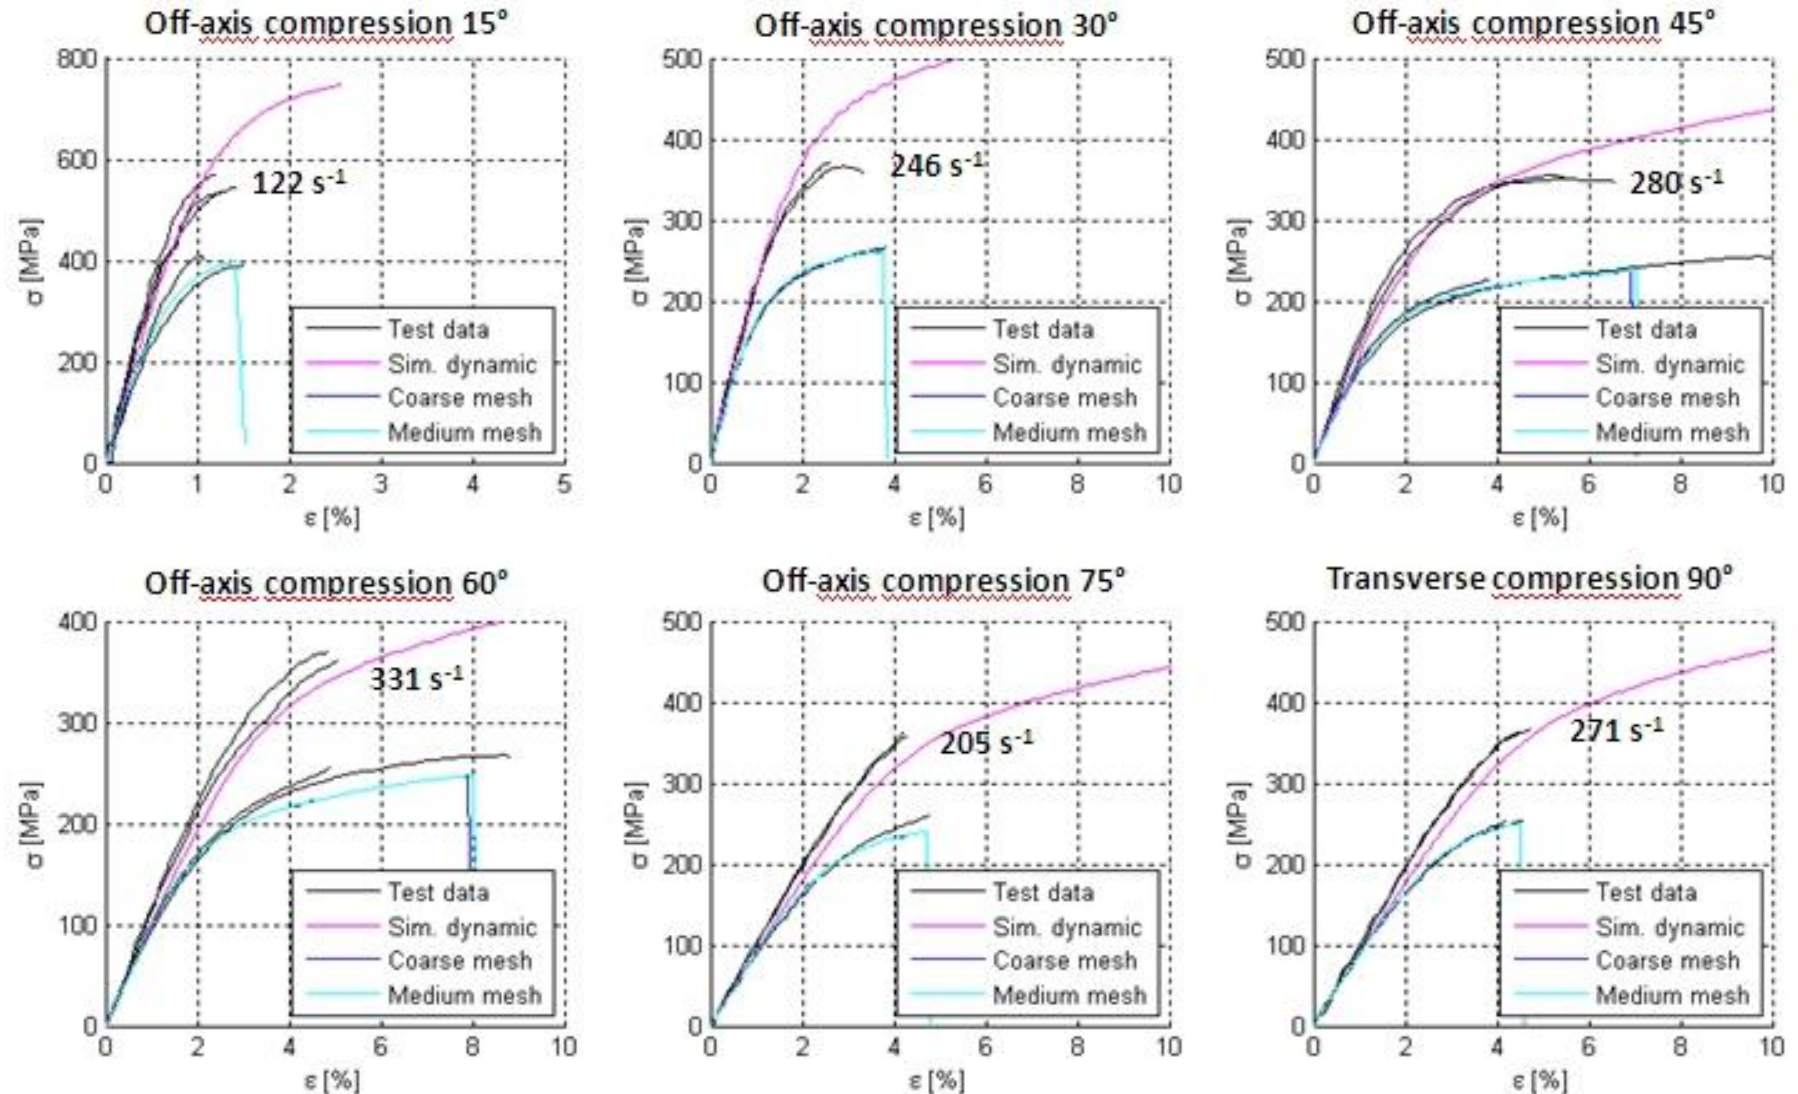 Off-axis compression 15°
800
600
400
200
0
0 1 2 3 4 5
σ [MPa]
ε [%]
122 s-1
Test data
Sim. dynamic
Coarse mesh
Medium mesh
Off-axis compression 30°
500
400
300
200
100
0
0 2 4 6 8 10
σ [MPa]
ε [%]
246 s-1
Test data
Sim. dynamic
Coarse mesh
Medium mesh
Off-axis compression 45°
500
400
300
200
100
0
0 2 4 6 8 10
σ [MPa]
ε [%]
280 s-1
Test data
Sim. dynamic
Coarse mesh
Medium mesh
Off-axis compression 60°
400
300
200
100
0
0 2 4 6 8 10
σ [MPa]
ε [%]
331 s-1
Test data
Sim. dynamic
Coarse mesh
Medium mesh
Off-axis compression 75°
500
400
300
200
100
0
0 2 4 6 8 10
σ [MPa]
ε [%]
205 s-1
Test data
Sim. dynamic
Coarse mesh
Medium mesh
Transverse compression 90°
500
400
300
200
100
0
0 2 4 6 8 10
σ [MPa]
ε [%]
271 s-1
Test data
Sim. dynamic
Coarse mesh
Medium mesh